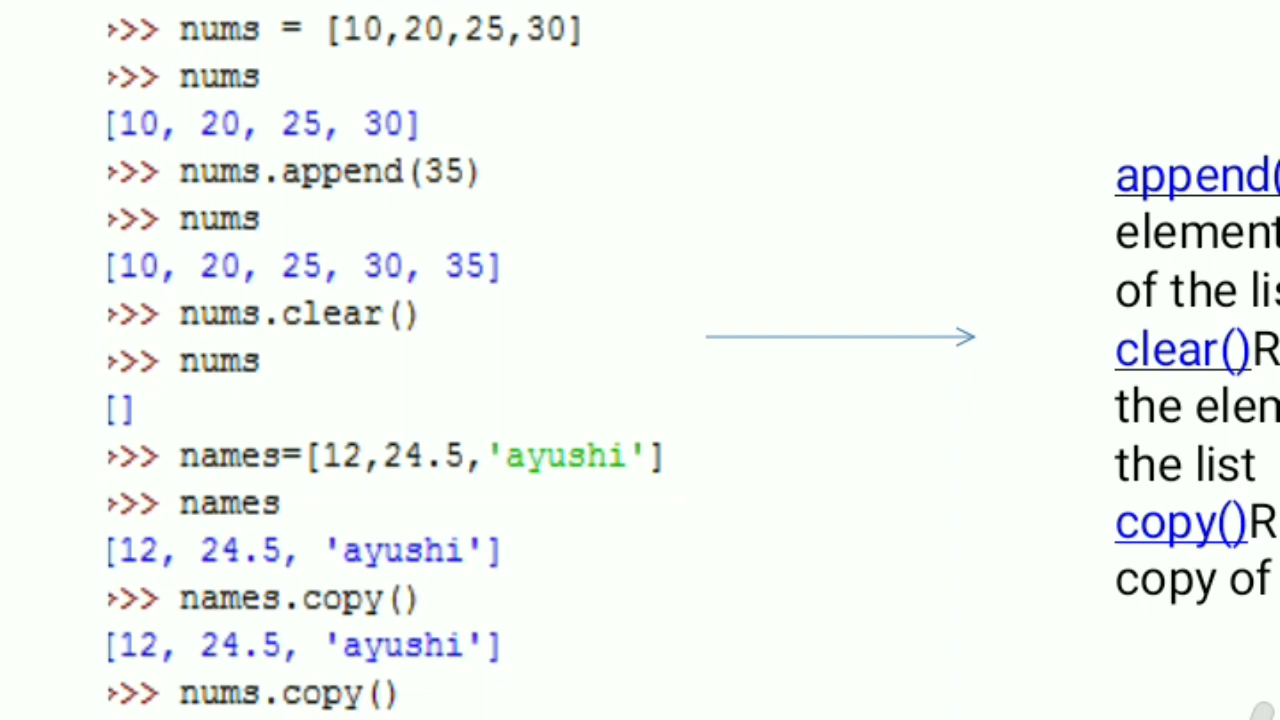 >>> nums = [10,20,25,30]
>>> nums
[10, 20, 25, 30]
>>> nums.append(35)
>>> nums
[10, 20, 25, 30, 35]
>>> nums.clear()
>>> nums
[]
>>> names=[12,24.5,'ayushi']
>>> names
[12, 24.5, 'ayushi']
>>> names.copy()
[12, 24.5, 'ayushi']
>>> nums.copy()
append(
element
of the lis
clear()R
the elem
the list
copy()R
copy of